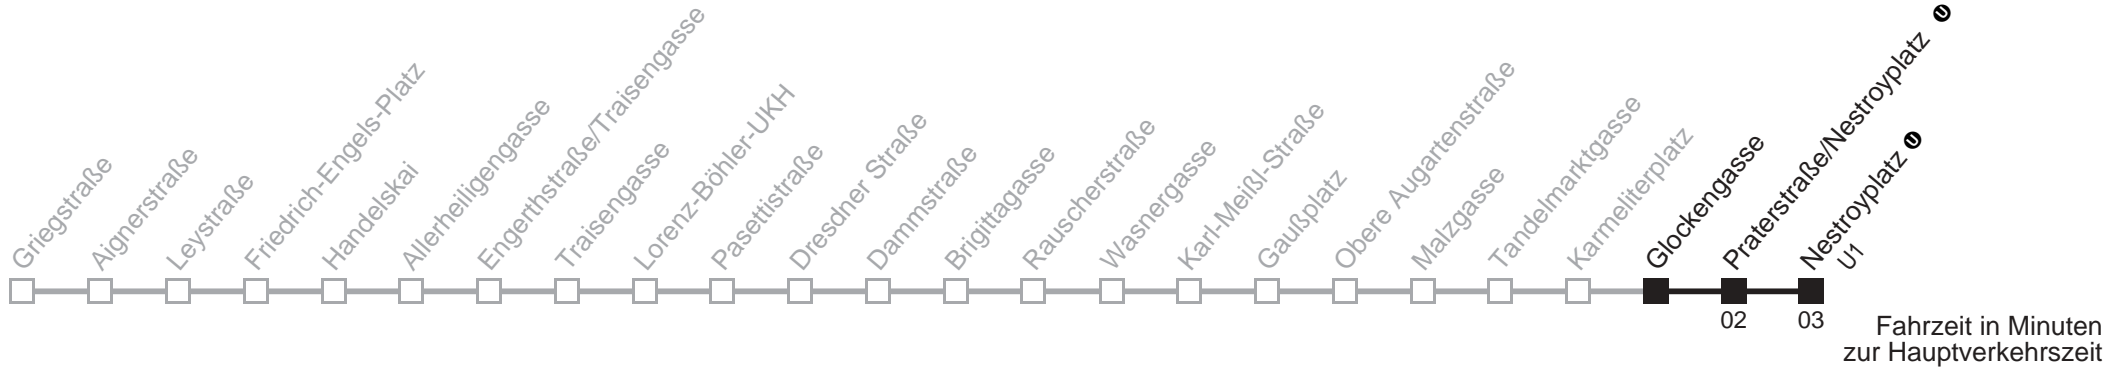 Griegstraße
Aignerstraße
Leystraße
Friedrich-Engels-Platz
Handelskai
Allerheiligengasse
Engerthstraße/Traisengasse
Traisengasse
Lorenz-Böhler-UKH
Pasettistraße
Dresdner Straße
Dammstraße
Brigittagasse
Rauscherstraße
Wasnergasse
Karl-Meißl-Straße
Gaußplatz
Obere Augartenstraße
Malzgasse
Tandelmarktgasse
Karmeliterplatz
Glockengasse
Praterstraße/Nestroyplatz U
Nestroyplatz U
U1
02
03
Fahrzeit in Minuten
zur Hauptverkehrszeit